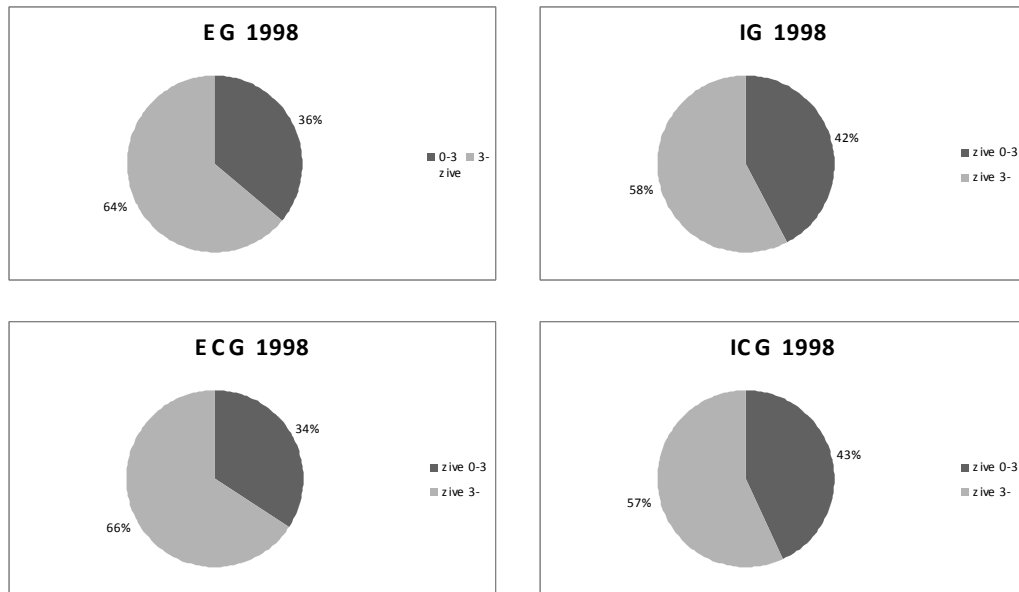 EG 1998
36%
64%
0-3 3-
zive
IG 1998
42%
58%
zive 0-3
zive 3-
ECG 1998
34%
66%
zive 0-3
zive 3-
ICG 1998
43%
57%
zive 0-3
zive 3-